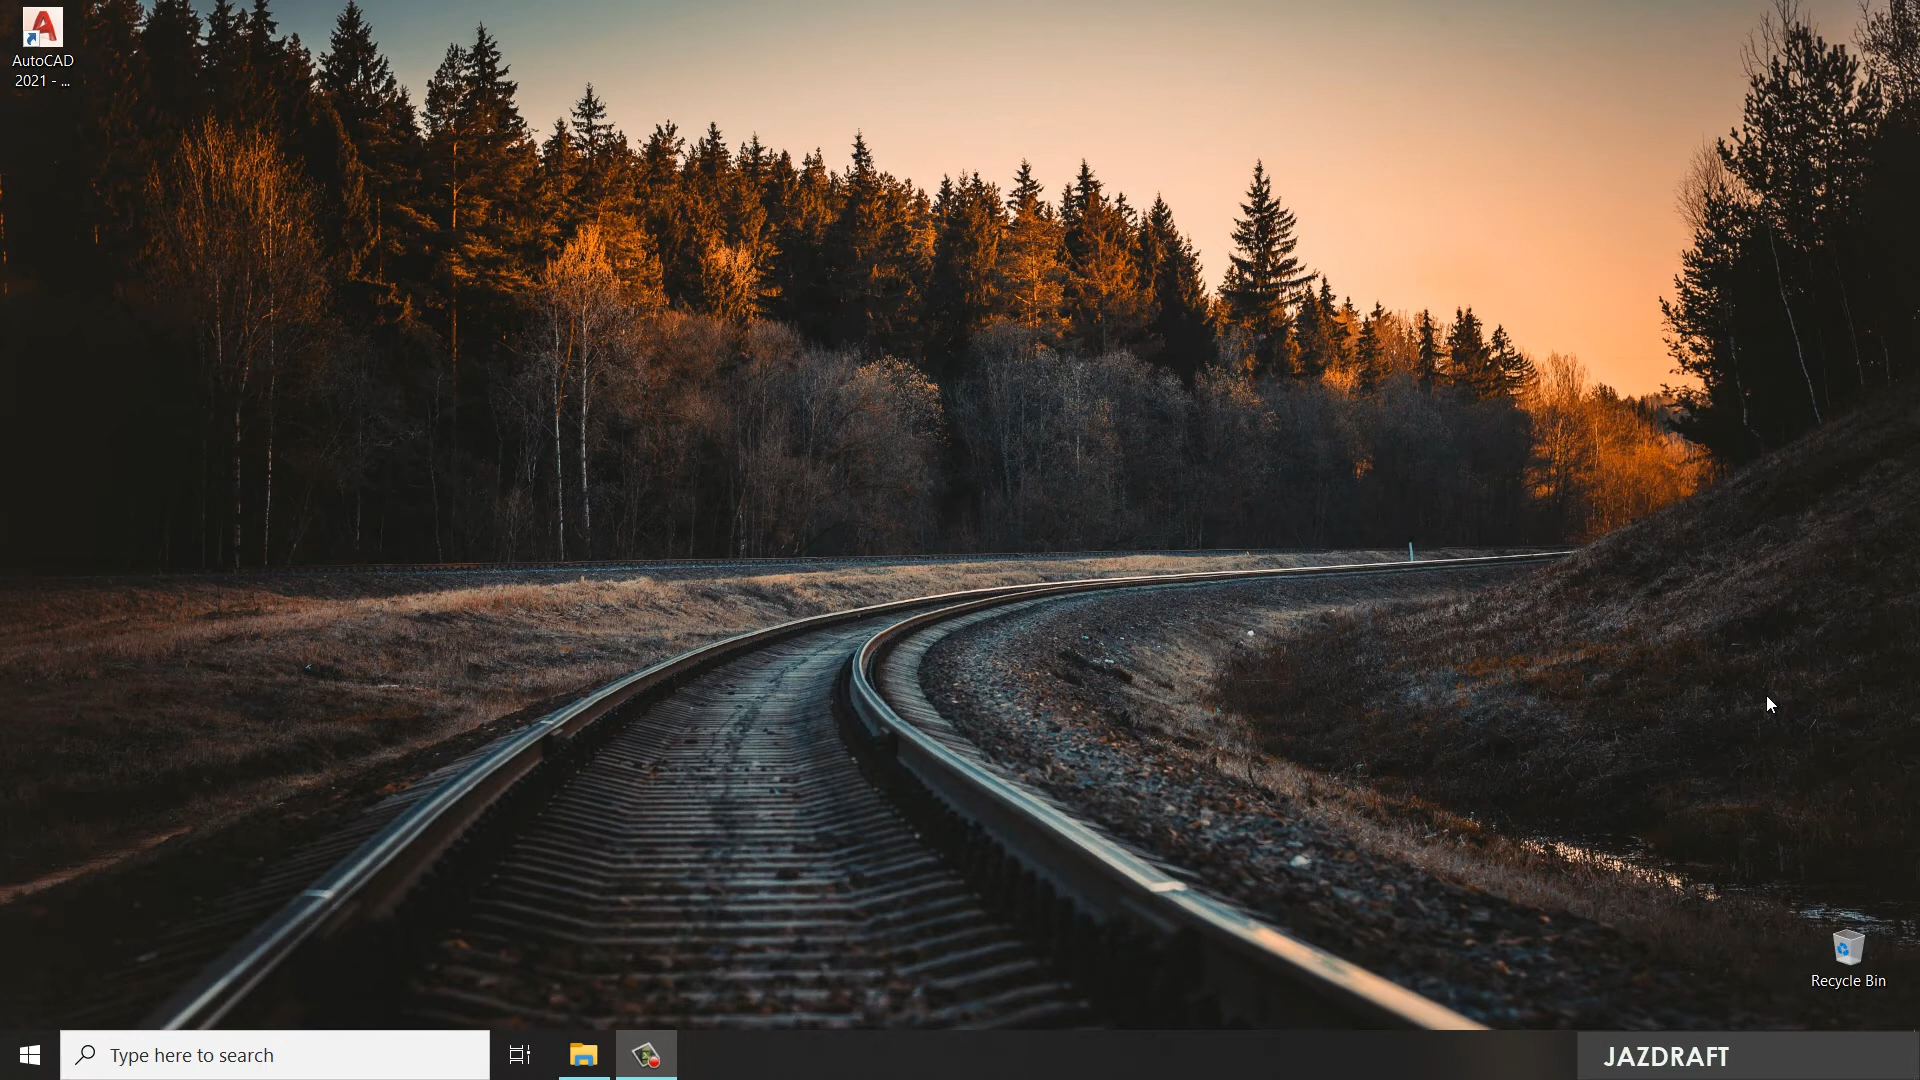 AutoCAD
2021 - ...
Recycle Bin
Type here to search
JAZDRAFT